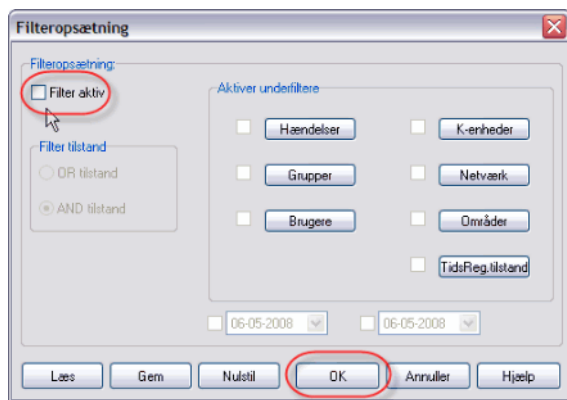 Filteropsætning
Filteropsætning:
Filter aktiv
Aktiver underfiltere
Hændelser
K-enheder
Filter tilstand
OR tilstand
Grupper
Netværk
AND tilstand
Brugere
Områder
TidsReg.tilstand
06-05-2008
06-05-2008
Læs
Gem
Nulstil
OK
Annuller
Hjælp